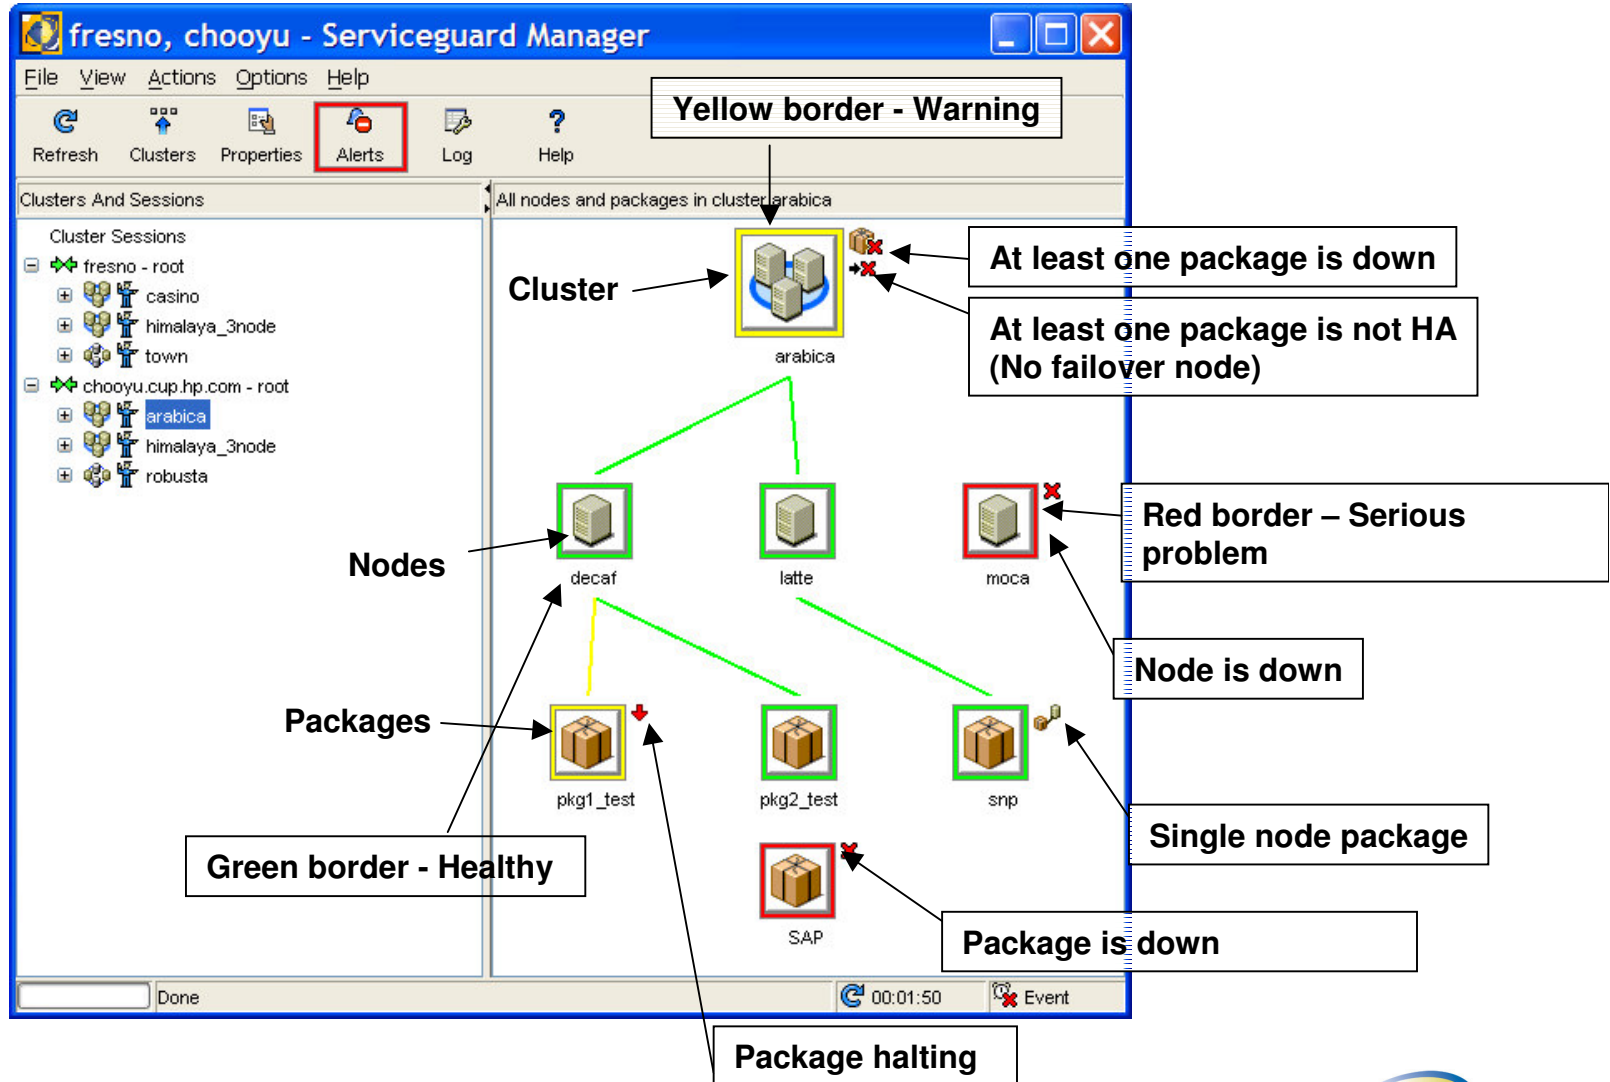 fresno, chooyu - Serviceguard Manager
File View Actions Options Help
Refresh Clusters Properties Alerts Log Help
Yellow border - Warning
Clusters And Sessions
All nodes and packages in cluster arabica
Cluster Sessions
fresno - root
casino
himalaya_3node
town
chooyu.cup.hp.com - root
arabica
himalaya_3node
robusta
Cluster
arabica
At least one package is down
At least one package is not HA
(No failover node)
Nodes
decaf
latte
moca
Red border – Serious
problem
Node is down
Packages
pkg1_test
pkg2_test
snp
Single node package
Green border - Healthy
SAP
Package is down
Done
00:01:50
Event
Package halting